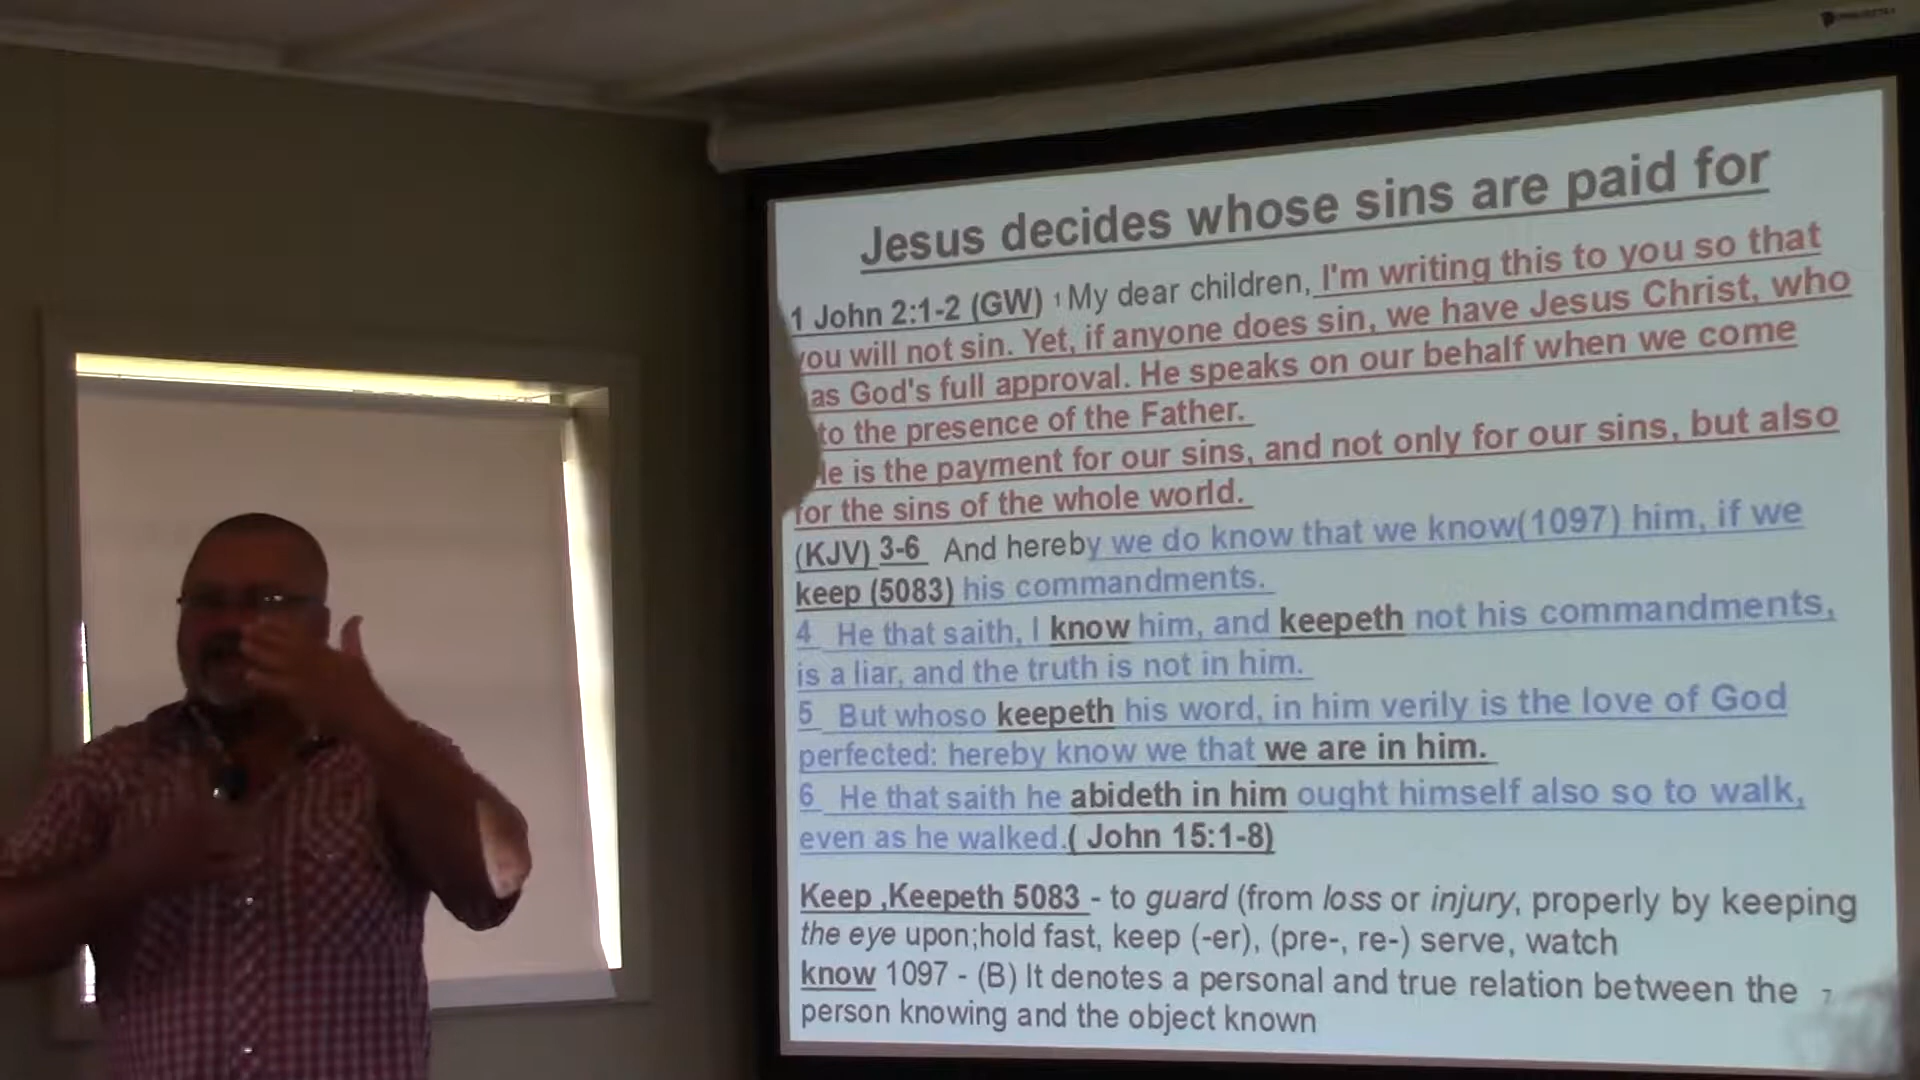 Jesus decides whose sins are paid for
1 John 2:1-2 (GW) 1 My dear children, I'm writing this to you so that
you will not sin. Yet, if anyone does sin, we have Jesus Christ, who
as God's full approval. He speaks on our behalf when we come
to the presence of the Father.
le is the payment for our sins, and not only for our sins, but also
for the sins of the whole world.
(KJV) 3-6 And hereby we do know that we know(1097) him, if we
keep (5083) his commandments.
4 He that saith, I know him, and keepeth not his commandments,
is a liar, and the truth is not in him.
5 But whoso keepeth his word, in him verily is the love of God
perfected: hereby know we that we are in him.
6 He that saith he abideth in him ought himself also so to walk,
even as he walked.( John 15:1-8)
Keep ,Keepeth 5083 - to guard (from loss or injury, properly by keeping
the eye upon;hold fast, keep (-er), (pre-, re-) serve, watch
know 1097 - (B) It denotes a personal and true relation between the
person knowing and the object known
7